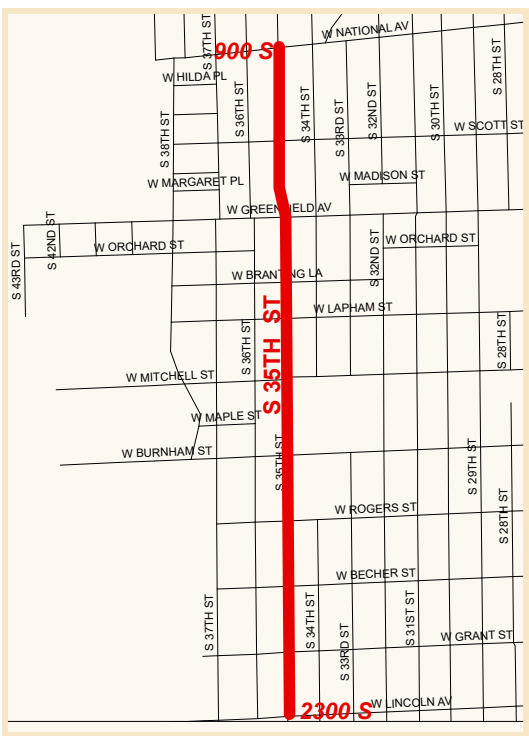 W NATIONAL AV
S 37TH ST
900 S
S 28TH ST
W HILDA PL
S 36TH ST
S 34TH ST
S 33RD ST
S 32ND ST
S 30TH ST
W SCOTT ST
S 38TH ST
W MADISON ST
W MARGARET PL
W GREENFIELD AV
S 43RD ST
S 42ND ST
W ORCHARD ST
S 32ND ST
W ORCHARD ST
W BRANTING LA
W LAPHAM ST
S 35TH ST
S 36TH ST
S 28TH ST
W MITCHELL ST
W MAPLE ST
W BURNHAM ST
S 35TH ST
S 29TH ST
W ROGERS ST
S 28TH ST
W BECHER ST
S 37TH ST
S 34TH ST
S 33RD ST
S 31ST ST
W GRANT ST
W LINCOLN AV
2300 S